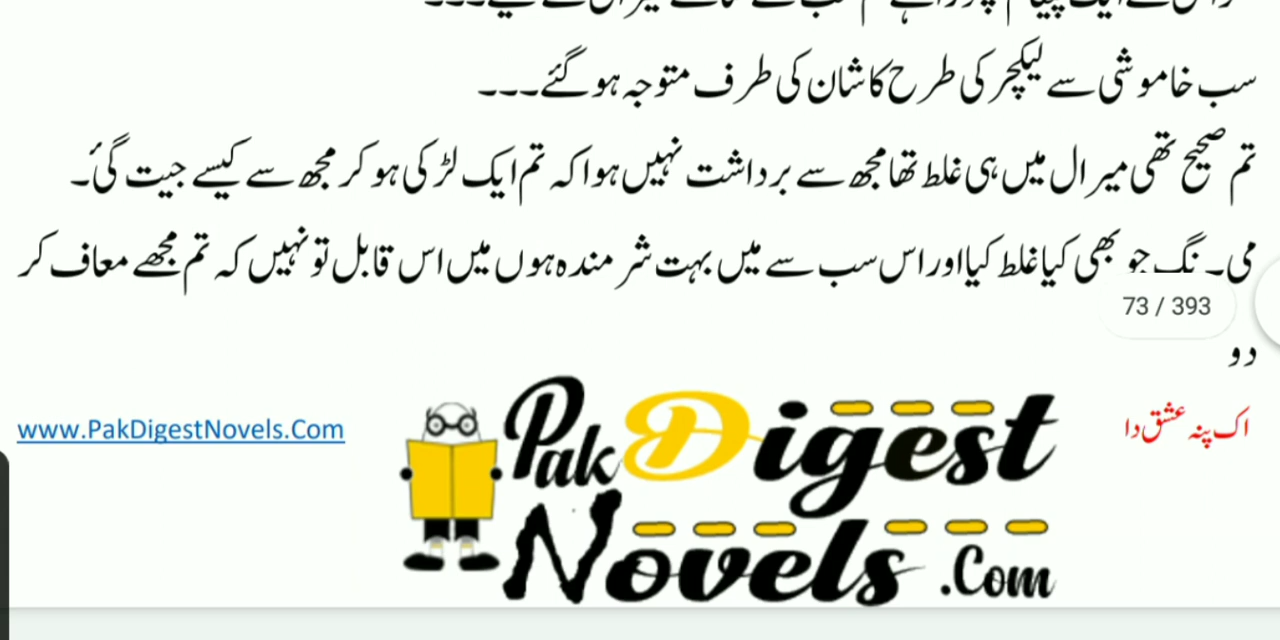 سب خاموشی سے لیکچر کی طرح کاشان کی طرف متوجہ ہو گئے۔۔۔
تم صحیح تھی میرال میں ہی غلط تھا مجھ سے برداشت نہیں ہوا کہ تم ایک لڑکی ہو کر مجھ سے کیسے جیت گئی۔
می۔ نگ جو بھی کیا غلط کیا اور اس سب سے میں بہت شرمندہ ہوں میں اس قابل تو نہیں کہ تم مجھے معاف کر
73 / 393
دو
اک پنہ عشق دا
www.PakDigestNovels.Com
Pak Digest
Novels .Com